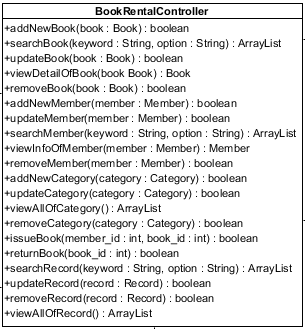 BookRentalController
+addNewBook(book : Book) : boolean
+searchBook(keyword : String, option : String) : ArrayList
+updateBook(book : Book) : boolean
+viewDetailOfBook(book Book) : Book
+removeBook(book : Book) : boolean
+addNewMember(member : Member) : boolean
+updateMember(member : Member) : boolean
+searchMember(keyword : String, option : String) : ArrayList
+viewInfoOfMember(member : Member) : Member
+removeMember(member : Member) : boolean
+addNewCategory(category : Category) : boolean
+updateCategory(category : Category) : boolean
+viewAllOfCategory() : ArrayList
+removeCategory(category : Category) : boolean
+issueBook(member_id : int, book_id : int) : boolean
+returnBook(book_id : int) : boolean
+searchRecord(keyword : String, option : String) : ArrayList
+updateRecord(record : Record) : boolean
+removeRecord(record : Record) : boolean
+viewAllOfRecord() : ArrayList